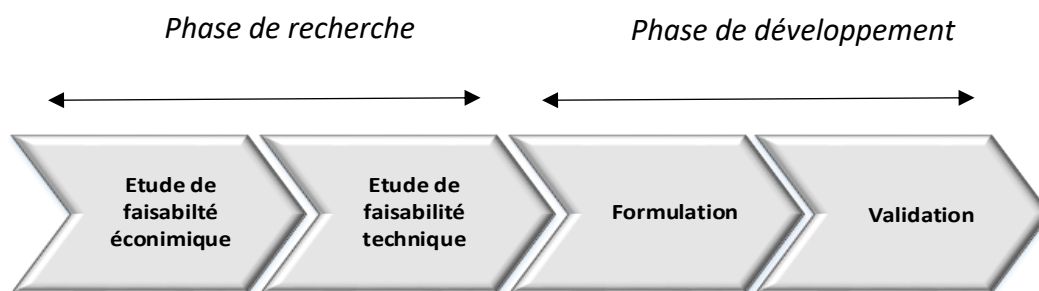 Phase de recherche
Phase de développement
Etude de
faisabilté
éconimique
Etude de
faisabilité
technique
Formulation
Validation